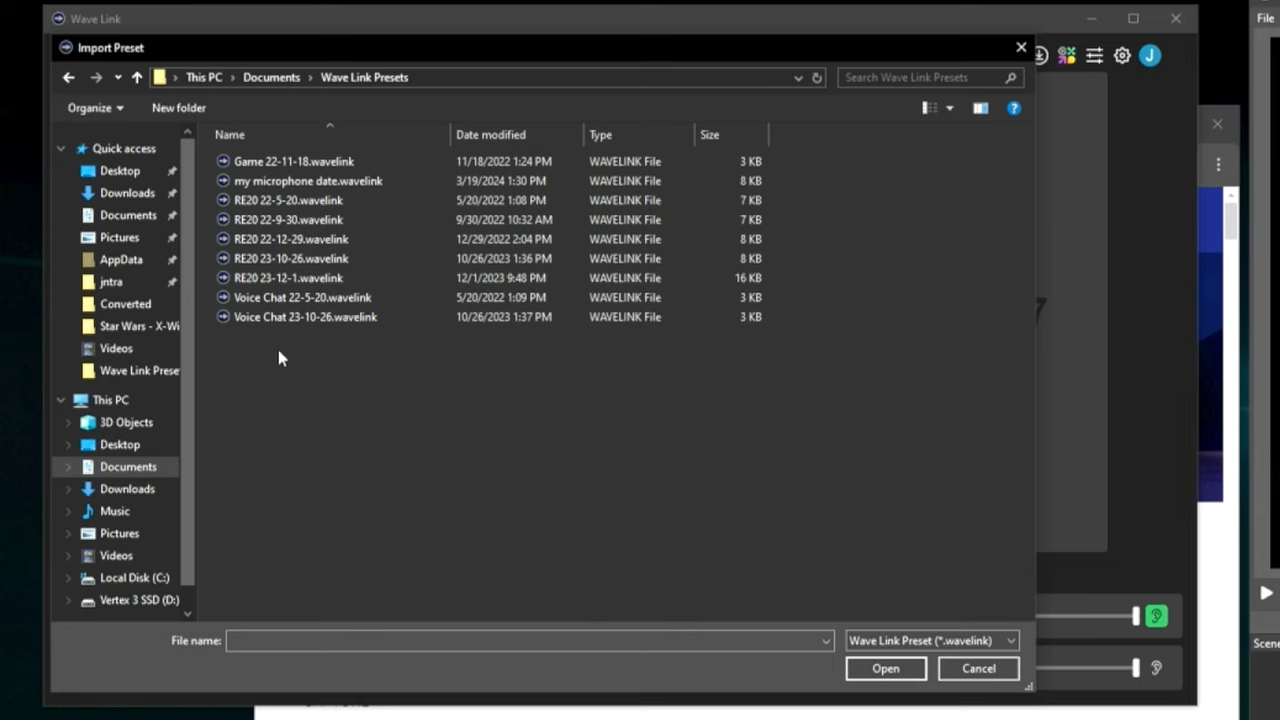 Wave Link
File
Import Preset
This PC > Documents > Wave Link Presets
Search Wave Link Presets
J
Organize
New folder
Name
Date modified
Type
Size
Game 22-11-18.wavelink 11/18/2022 1:24 PM WAVELINK File 3 KB
my microphone date.wavelink 3/19/2024 1:30 PM WAVELINK File 8 KB
RE20 22-5-20.wavelink 5/20/2022 1:08 PM WAVELINK File 7 KB
RE20 22-9-30.wavelink 9/30/2022 10:32 AM WAVELINK File 7 KB
RE20 22-12-29.wavelink 12/29/2022 2:04 PM WAVELINK File 8 KB
RE20 23-10-26.wavelink 10/26/2023 1:36 PM WAVELINK File 8 KB
RE20 23-12-1.wavelink 12/1/2023 9:48 PM WAVELINK File 16 KB
Voice Chat 22-5-20.wavelink 5/20/2022 1:09 PM WAVELINK File 3 KB
Voice Chat 23-10-26.wavelink 10/26/2023 1:37 PM WAVELINK File 3 KB
Quick access
Desktop
Downloads
Documents
Pictures
AppData
jntra
Converted
Star Wars - X-Wi
Videos
Wave Link Prese
This PC
3D Objects
Desktop
Documents
Downloads
Music
Pictures
Videos
Local Disk (C:)
Vertex 3 SSD (D:)
File name:
Wave Link Preset (*.wavelink)
Open
Cancel
Scene